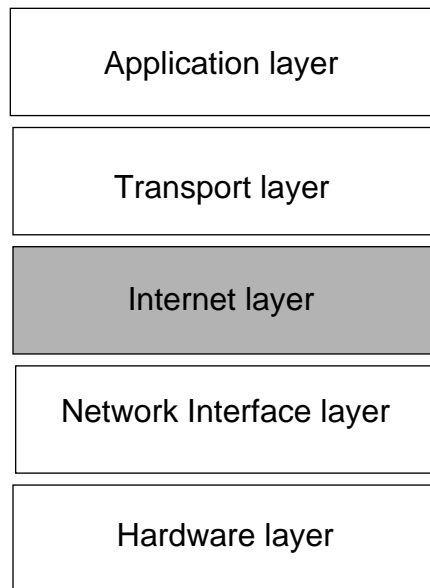 Application layer
Transport layer
Internet layer
Network Interface layer
Hardware layer